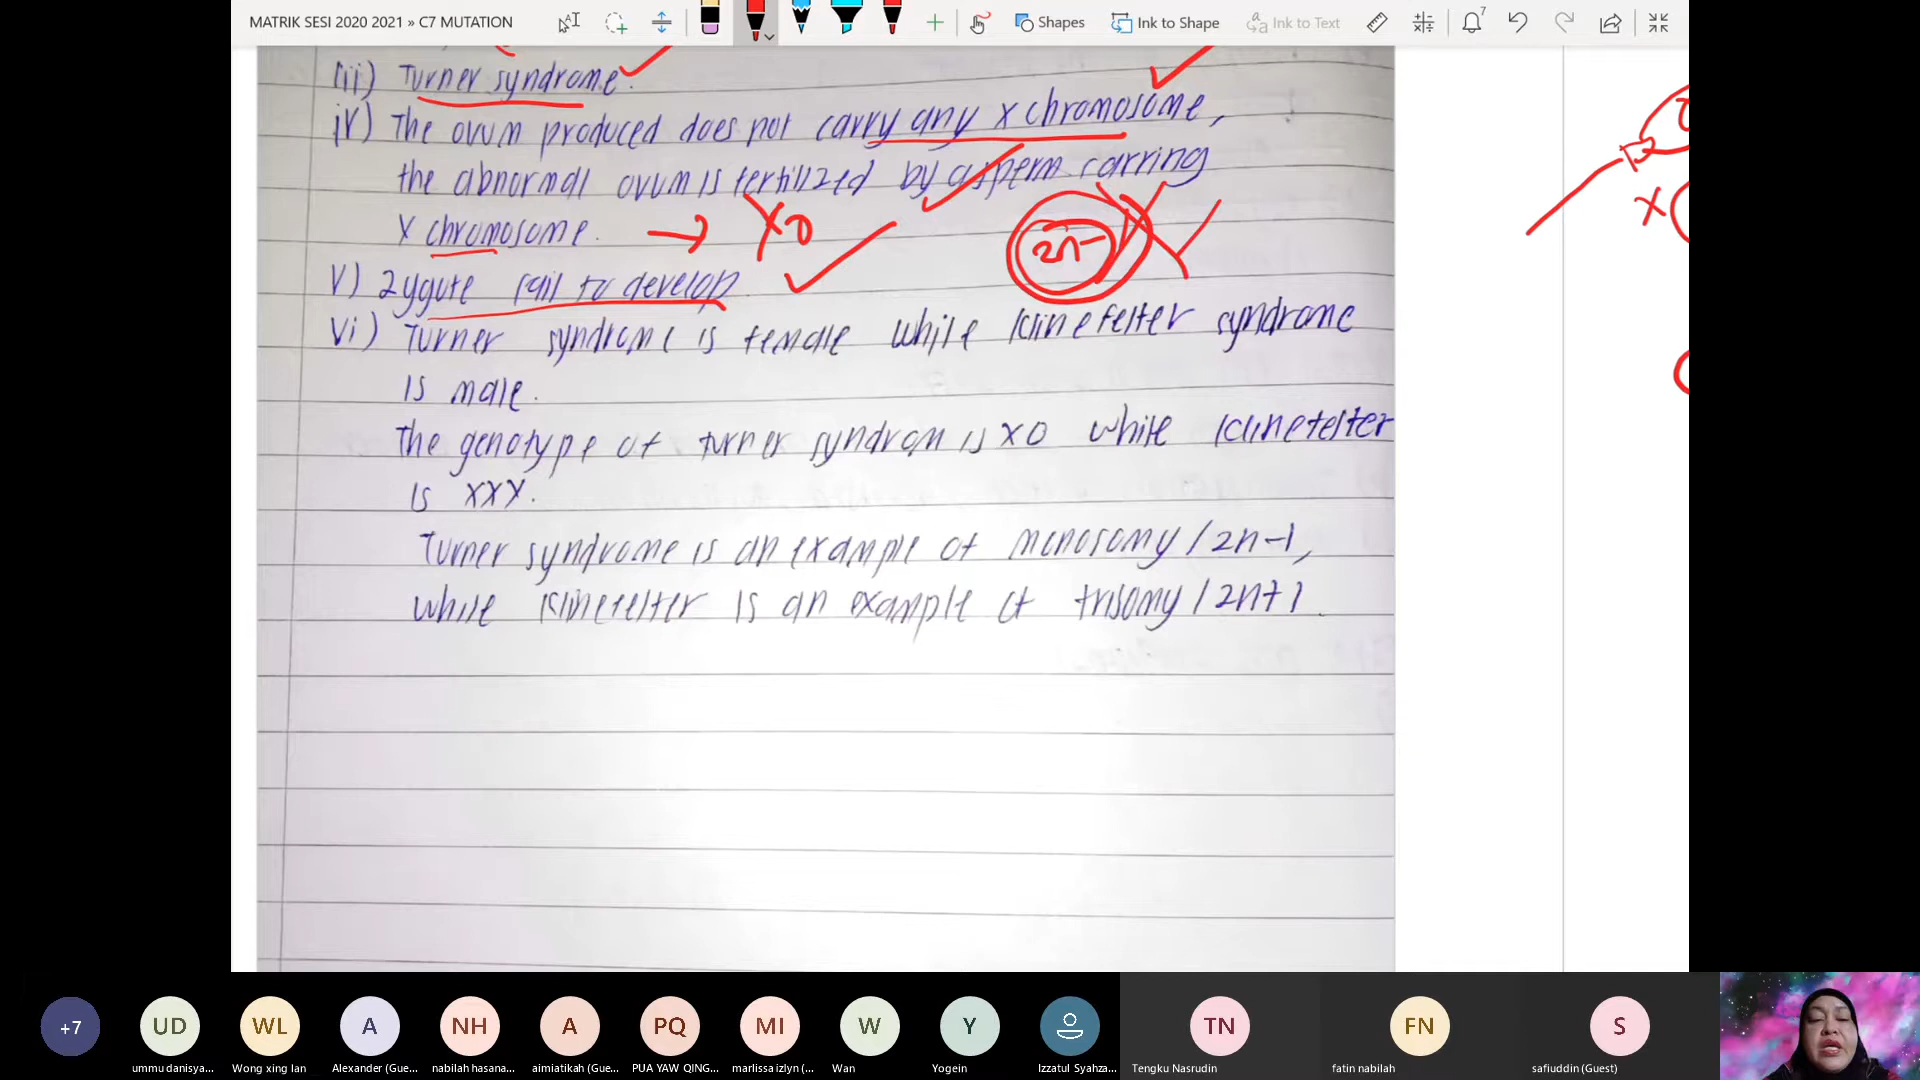 MATRIK SESI 2020 2021 » C7 MUTATION
Shapes
Ink to Shape
Ink to Text
7
iii) Turner syndrome.
iv) The ovum produced does not carry any x chromosome,
the abnormal ovum is fertilized by a sperm carring
x chromosome. → XO
2n-1
X
V) Zygote fail to develop.
Vi) Turner syndrome is female while klinefelter syndrome
is male.
The genotype of turner syndrom is XO while klinefelter
is XXY.
Turner syndrome is an example of monosomy / 2n-1,
while klinefelter is an example of trisomy / 2n+1.
+7
UD
WL
A
NH
A
PQ
MI
W
Y
TN
FN
S
ummu danisya...
Wong xing lan
Alexander (Gue...
nabilah hasana...
aimiatikah (Gue...
PUA YAW QING...
marlissa izlyn (...
Wan
Yogein
Izzatul Syahza...
Tengku Nasrudin
fatin nabilah
safiuddin (Guest)